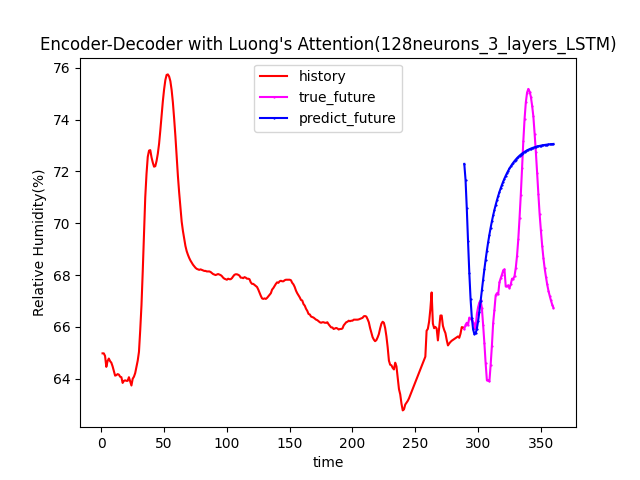 Encoder-Decoder with Luong's Attention(128neurons_3_layers_LSTM)
history
true_future
predict_future
76
74
72
70
68
66
64
Relative Humidity(%)
0 50 100 150 200 250 300 350
time